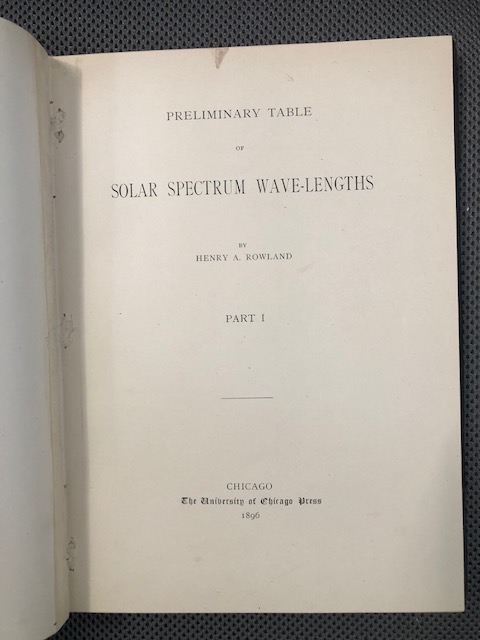 PRELIMINARY TABLE
OF
SOLAR SPECTRUM WAVE-LENGTHS
BY
HENRY A. ROWLAND
PART I
CHICAGO
The University of Chicago Press
1896